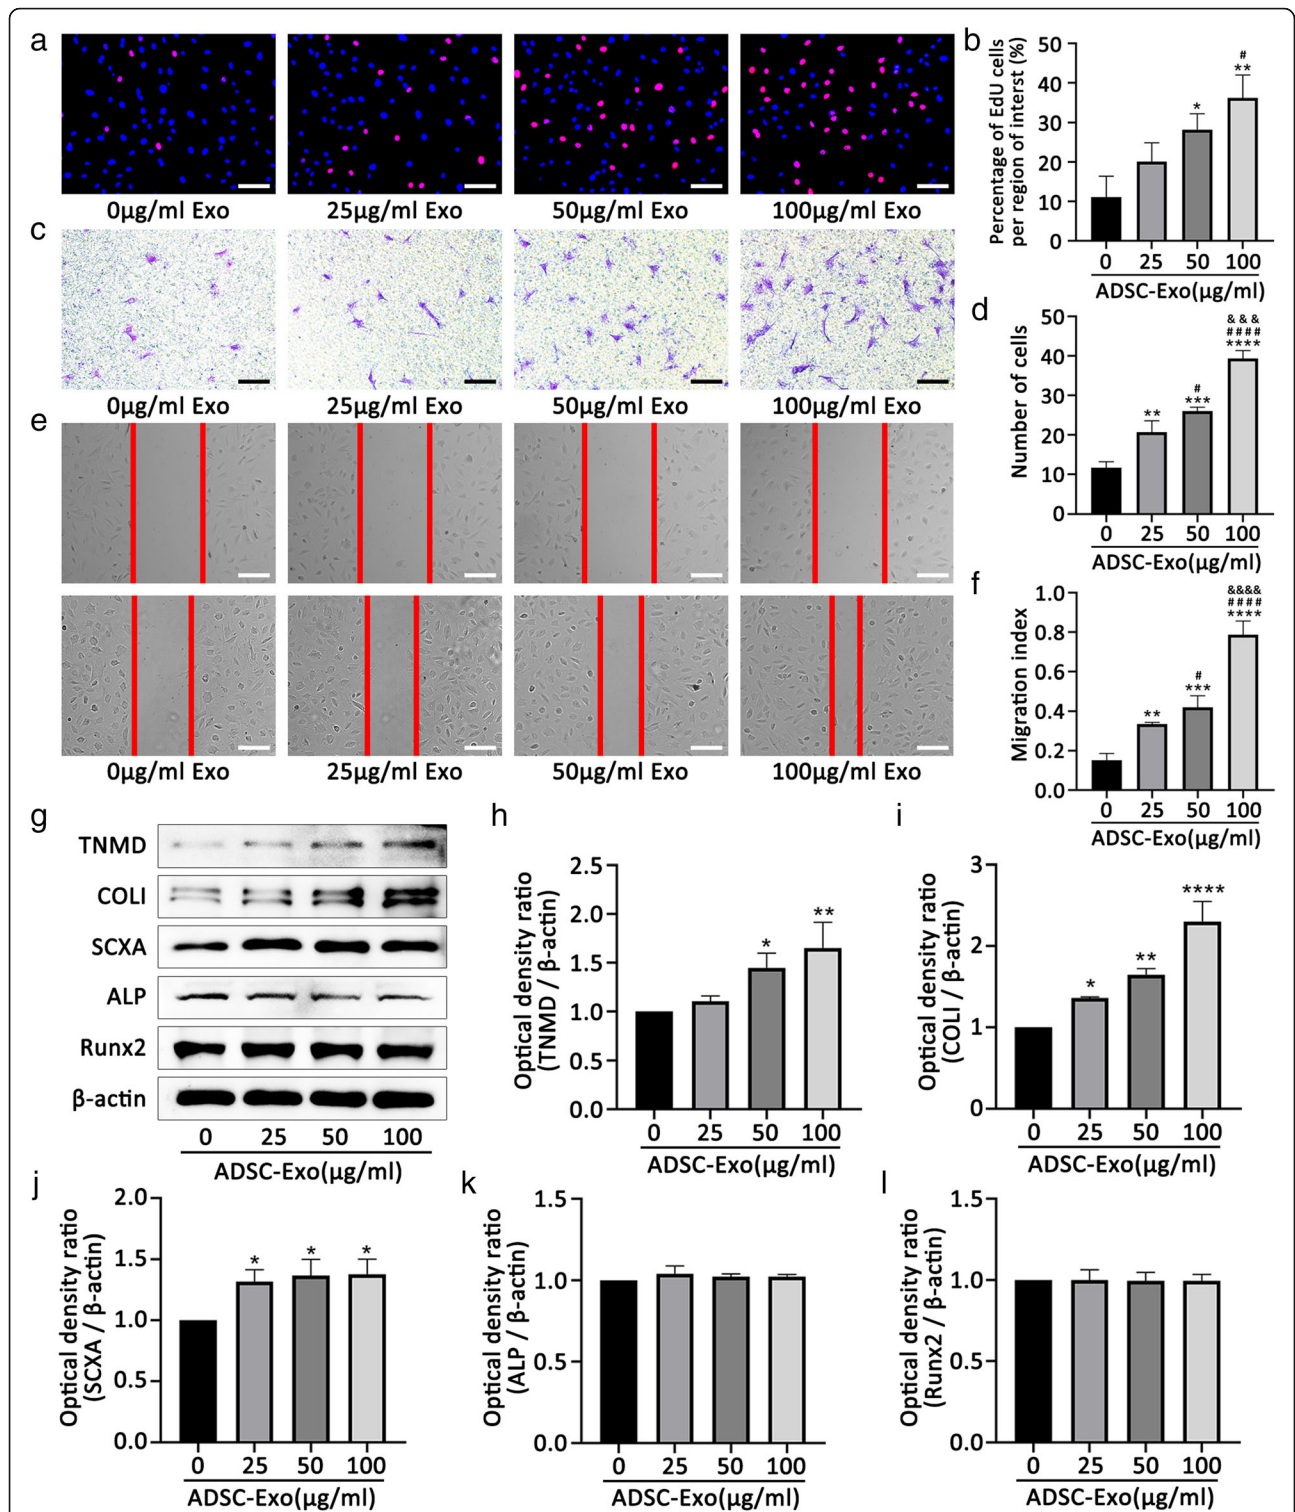 a
0µg/ml Exo
25µg/ml Exo
50µg/ml Exo
100µg/ml Exo
b
Percentage of EdU cells
per region of interst (%)
50
40
30
20
10
0
*
#
**
0 25 50 100
ADSC-Exo(µg/ml)
c
0µg/ml Exo
25µg/ml Exo
50µg/ml Exo
100µg/ml Exo
d
Number of cells
50
40
30
20
10
0
**
#
***
& & &
####
****
0 25 50 100
ADSC-Exo(µg/ml)
e
0µg/ml Exo
25µg/ml Exo
50µg/ml Exo
100µg/ml Exo
f
Migration index
1.0
0.8
0.6
0.4
0.2
0.0
**
#
***
&&&&
####
****
0 25 50 100
ADSC-Exo(µg/ml)
g
TNMD
COLI
SCXA
ALP
Runx2
β-actin
0 25 50 100
ADSC-Exo(µg/ml)
h
Optical density ratio
(TNMD / β-actin)
2.5
2.0
1.5
1.0
0.5
0.0
*
**
0 25 50 100
ADSC-Exo(µg/ml)
i
Optical density ratio
(COLI / β-actin)
3
2
1
0
*
**
****
0 25 50 100
ADSC-Exo(µg/ml)
j
Optical density ratio
(SCXA / β-actin)
2.0
1.5
1.0
0.5
0.0
*
*
*
0 25 50 100
ADSC-Exo(µg/ml)
k
Optical density ratio
(ALP / β-actin)
1.5
1.0
0.5
0.0
0 25 50 100
ADSC-Exo(µg/ml)
l
Optical density ratio
(Runx2 / β-actin)
1.5
1.0
0.5
0.0
0 25 50 100
ADSC-Exo(µg/ml)